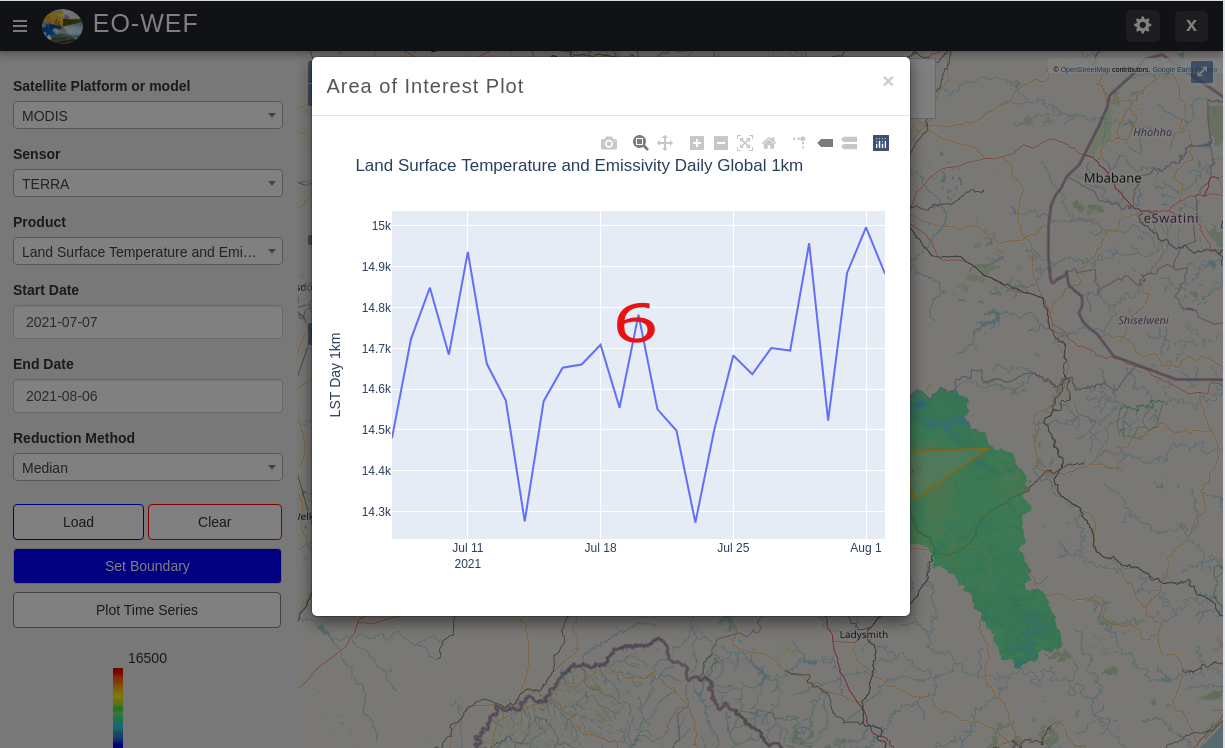 EO-WEF
X
Satellite Platform or model
MODIS
Sensor
TERRA
Product
Land Surface Temperature and Emi…
Start Date
2021-07-07
End Date
2021-08-06
Reduction Method
Median
Load
Clear
Set Boundary
Plot Time Series
16500
Area of Interest Plot
×
Land Surface Temperature and Emissivity Daily Global 1km
15k
14.9k
14.8k
14.7k
14.6k
14.5k
14.4k
14.3k
LST Day 1km
6
Jul 11
2021
Jul 18
Jul 25
Aug 1
© OpenStreetMap contributors.
Hhohho
Mbabane
eSwatini
Shiselweni
Ladysmith